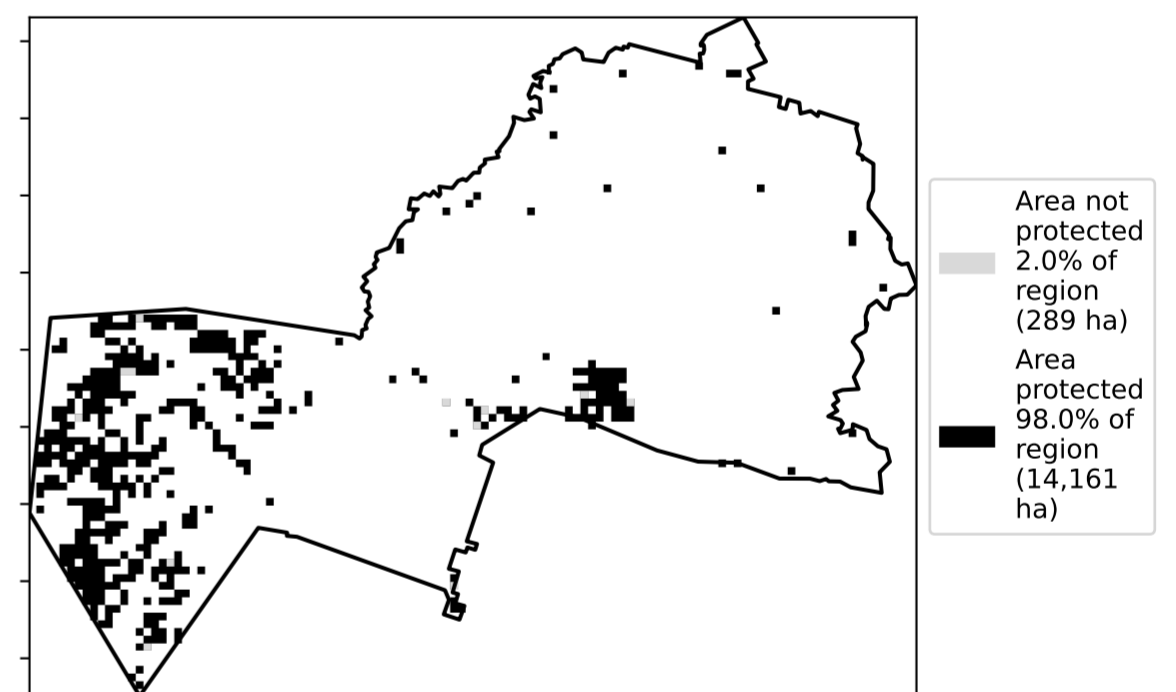 Area not
protected
2.0% of
region
(289 ha)
Area
protected
98.0% of
region
(14,161
ha)